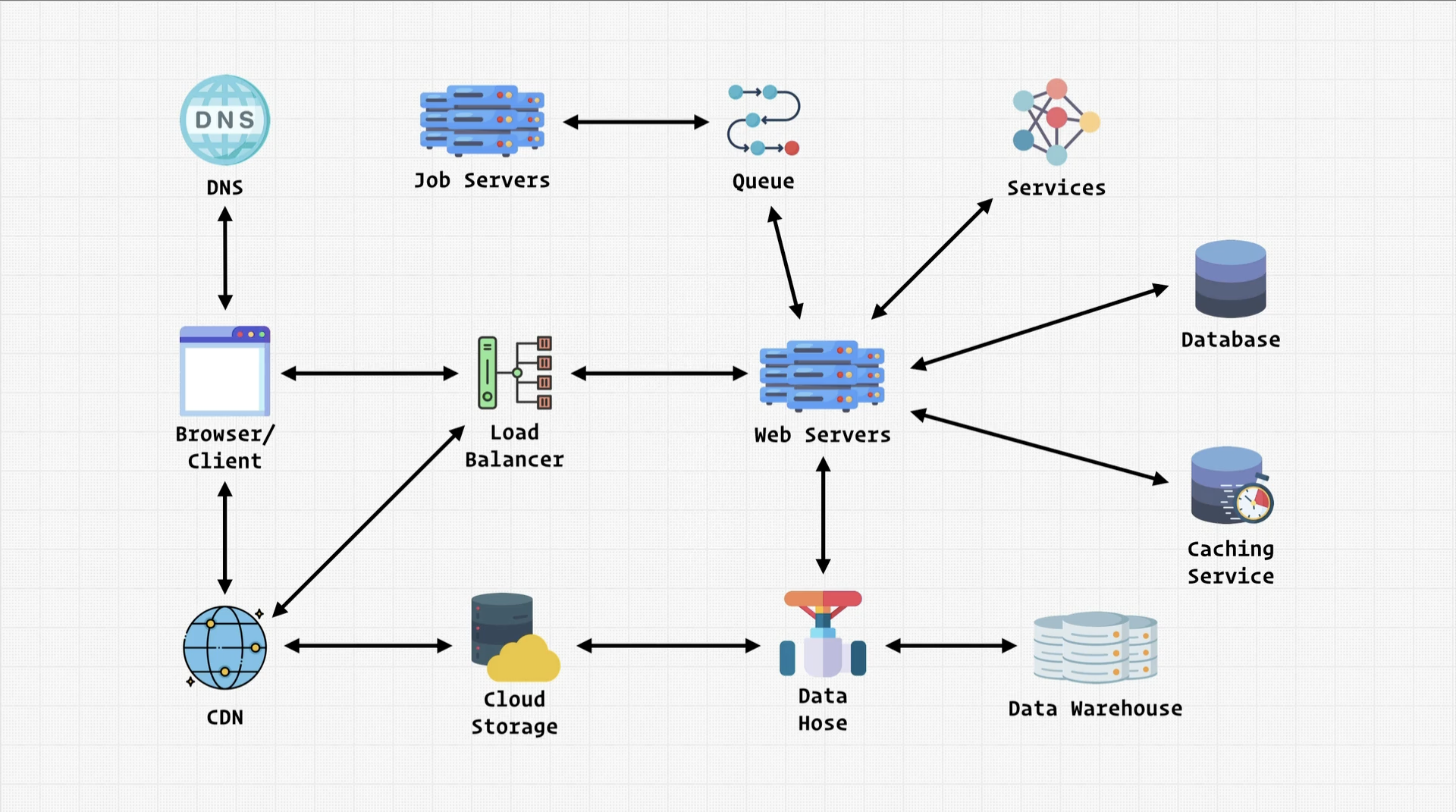 DNS
DNS
Job Servers
Queue
Services
Database
Browser/
Client
Load
Balancer
Web Servers
Caching
Service
CDN
Cloud
Storage
Data
Hose
Data Warehouse